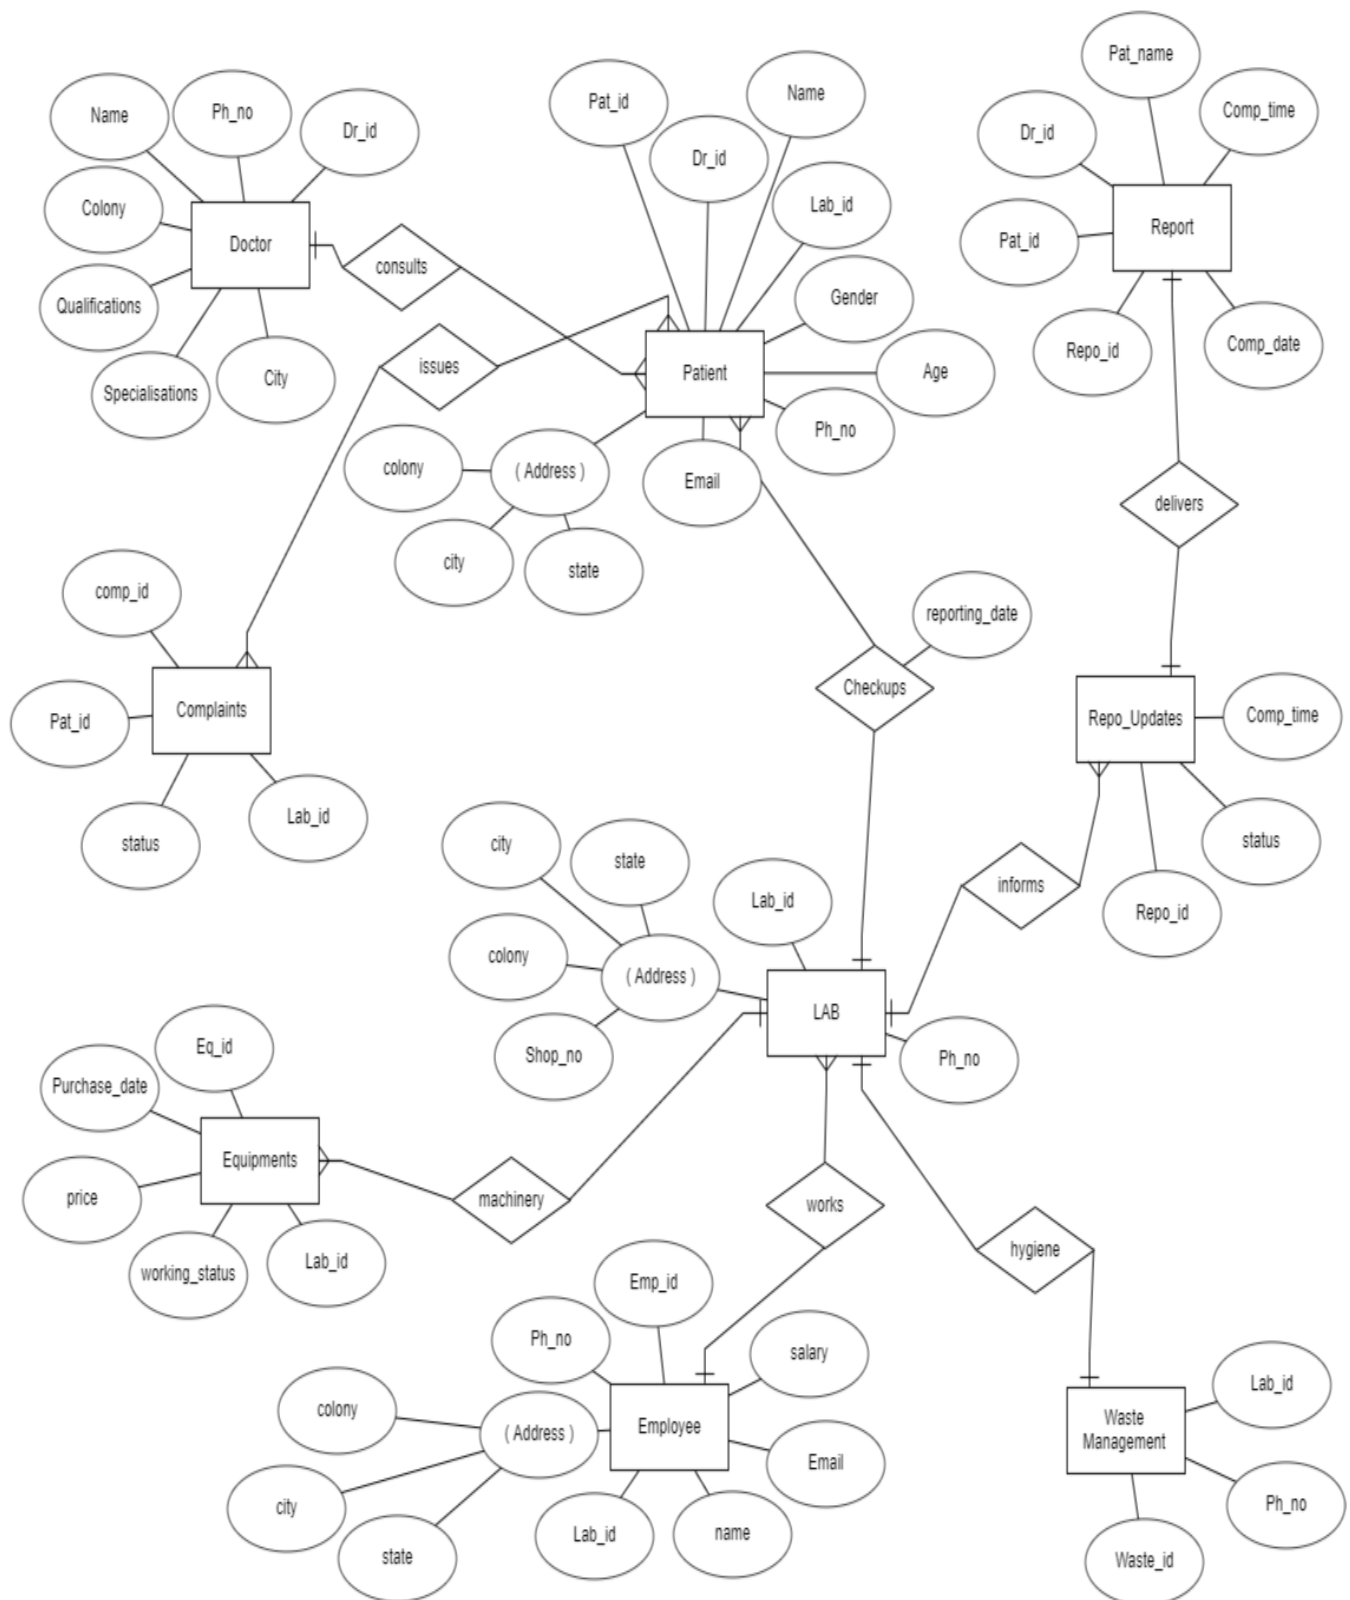 Pat_name
Name
Pat_id
Name
Ph_no
Comp_time
Dr_id
Dr_id
Dr_id
Lab_id
Colony
Report
Pat_id
Doctor
consults
Gender
Qualifications
Repo_id
Comp_date
issues
Patient
Age
City
Specialisations
Ph_no
colony
( Address )
Email
delivers
city
state
comp_id
reporting_date
Checkups
Complaints
Pat_id
Repo_Updates
Comp_time
Lab_id
status
city
state
status
informs
Lab_id
Repo_id
colony
( Address )
LAB
Eq_id
Shop_no
Ph_no
Purchase_date
Equipments
price
machinery
works
hygiene
Lab_id
working_status
Emp_id
Ph_no
salary
Lab_id
colony
Waste
Management
( Address )
Employee
Email
city
Ph_no
Lab_id
name
state
Waste_id